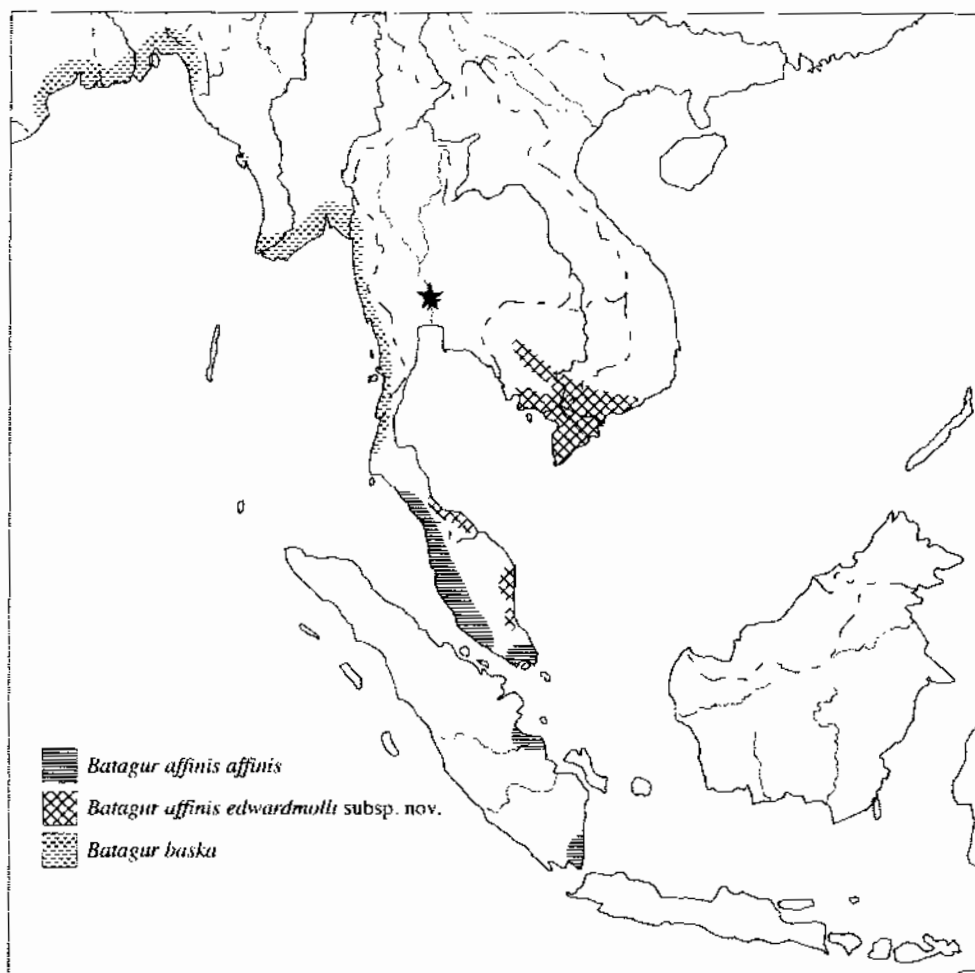 Batagur affinis affinis
Batagur affinis edwardmolli subsp. nov.
Batagur baska